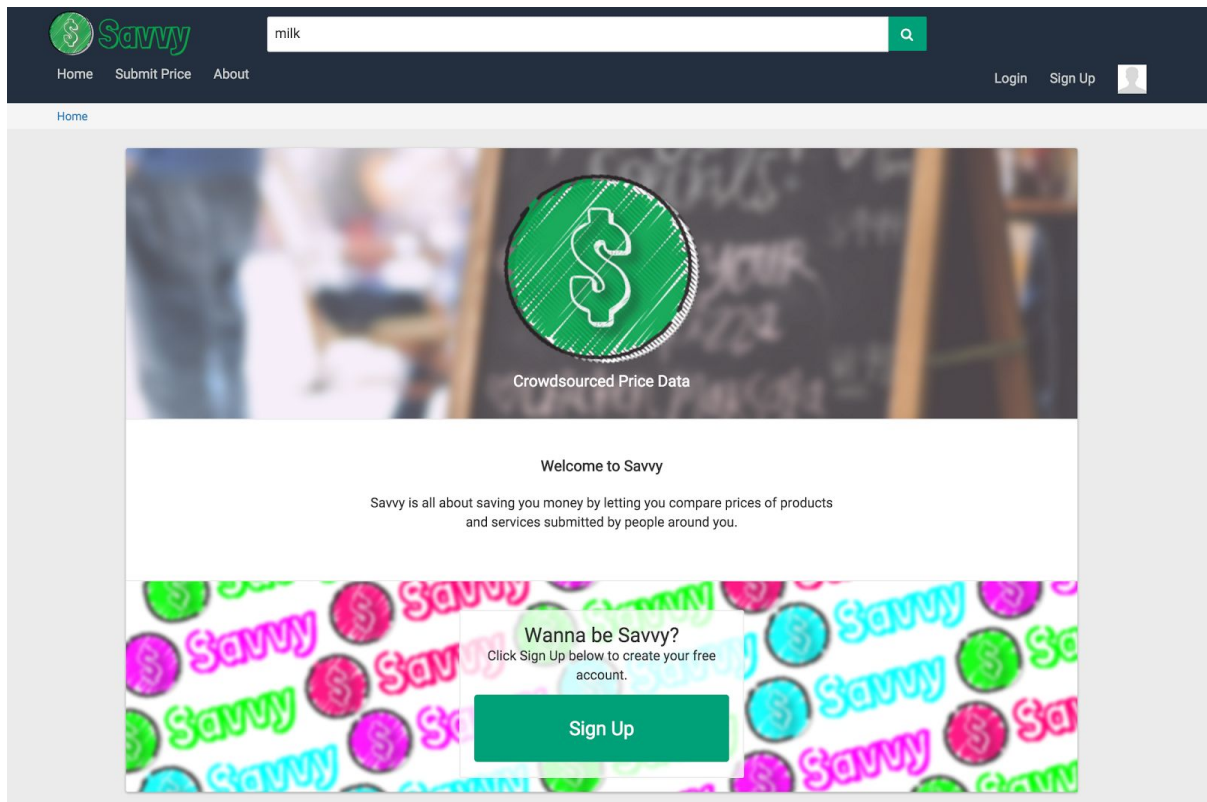 Savvy
milk
Home Submit Price About
Login Sign Up
Home
Crowdsourced Price Data
Welcome to Savvy
Savvy is all about saving you money by letting you compare prices of products
and services submitted by people around you.
Wanna be Savvy?
Click Sign Up below to create your free
account.
Sign Up